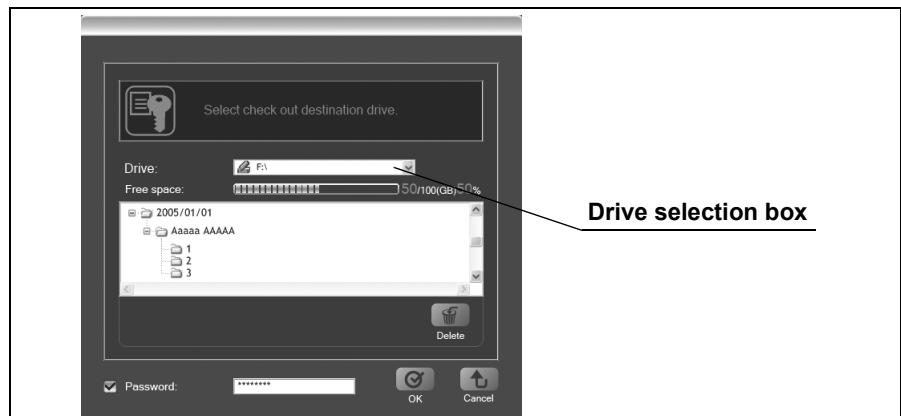 Select check out destination drive.
Drive: F:\
Free space: 50/100(GB)50%
2005/01/01
Aaaaa AAAAA
1
2
3
Drive selection box
Delete
Password: ********
OK Cancel